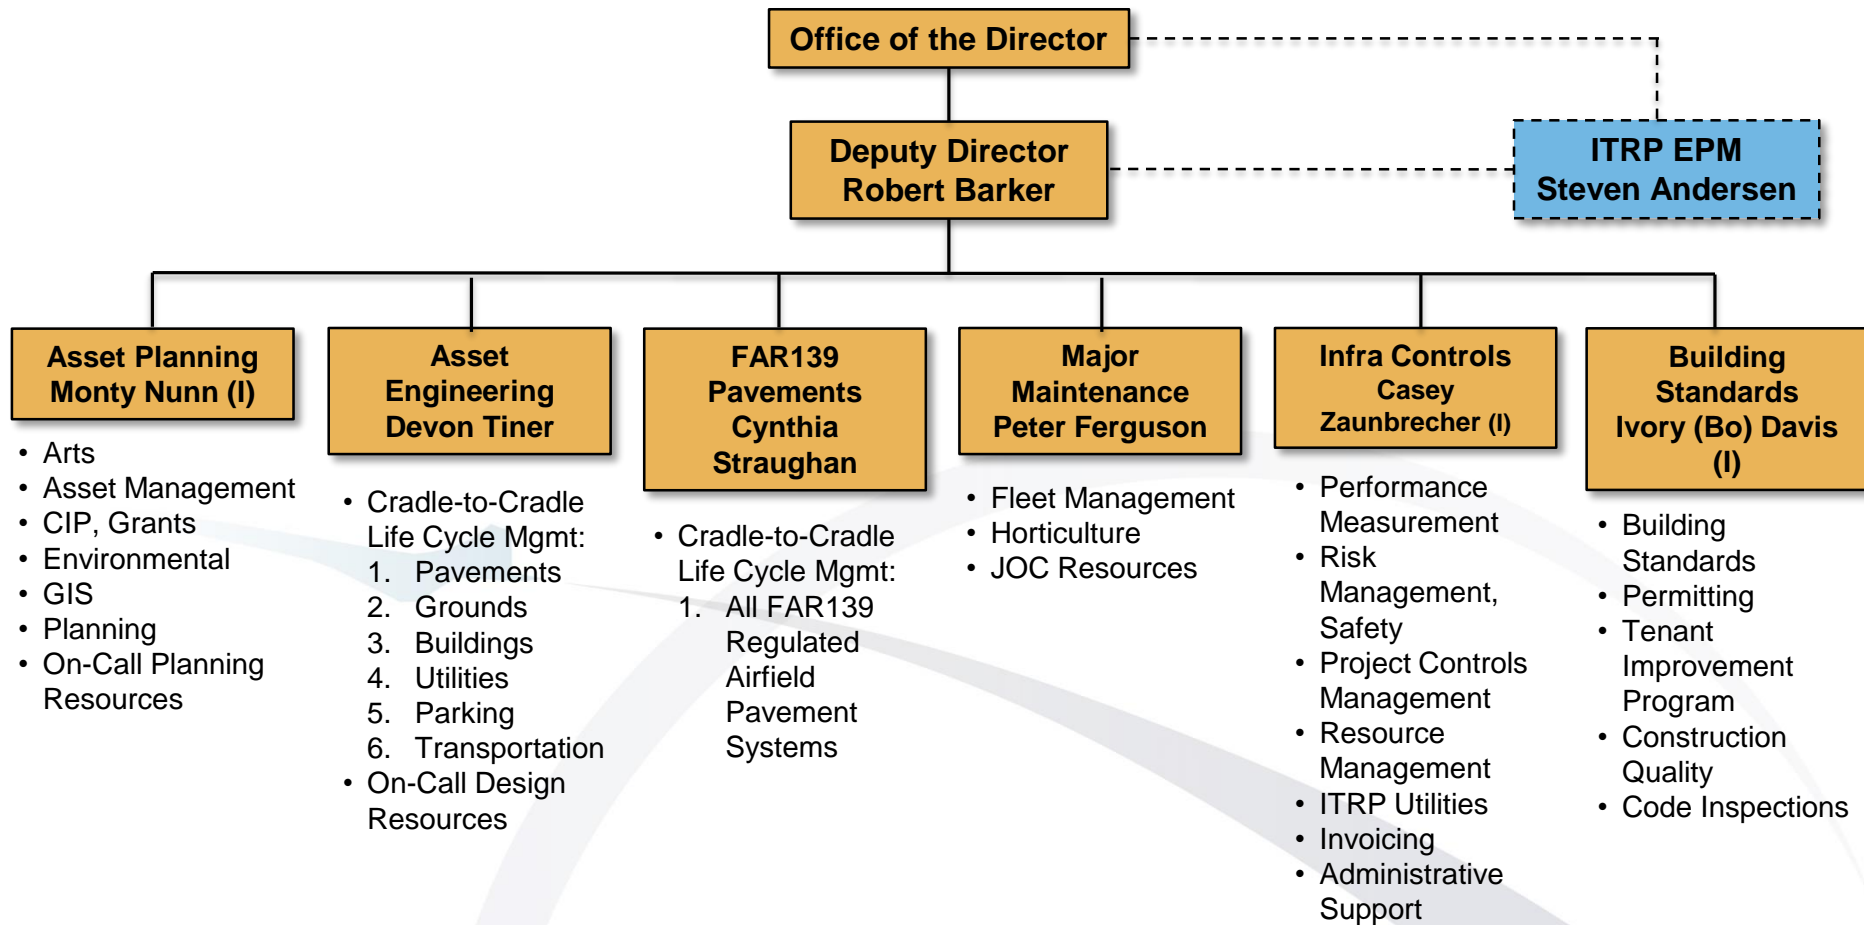 Office of the Director
Deputy Director
Robert Barker
ITRP EPM
Steven Andersen
Asset Planning
Monty Nunn (I)
• Arts
• Asset Management
• CIP, Grants
• Environmental
• GIS
• Planning
• On-Call Planning
Resources
Asset
Engineering
Devon Tiner
• Cradle-to-Cradle
Life Cycle Mgmt:
1. Pavements
2. Grounds
3. Buildings
4. Utilities
5. Parking
6. Transportation
• On-Call Design
Resources
FAR139
Pavements
Cynthia
Straughan
• Cradle-to-Cradle
Life Cycle Mgmt:
1. All FAR139
Regulated
Airfield
Pavement
Systems
Major
Maintenance
Peter Ferguson
• Fleet Management
• Horticulture
• JOC Resources
Infra Controls
Casey
Zaunbrecher (I)
• Performance
Measurement
• Risk
Management,
Safety
• Project Controls
Management
• Resource
Management
• ITRP Utilities
• Invoicing
• Administrative
Support
Building
Standards
Ivory (Bo) Davis
(I)
• Building
Standards
• Permitting
• Tenant
Improvement
Program
• Construction
Quality
• Code Inspections